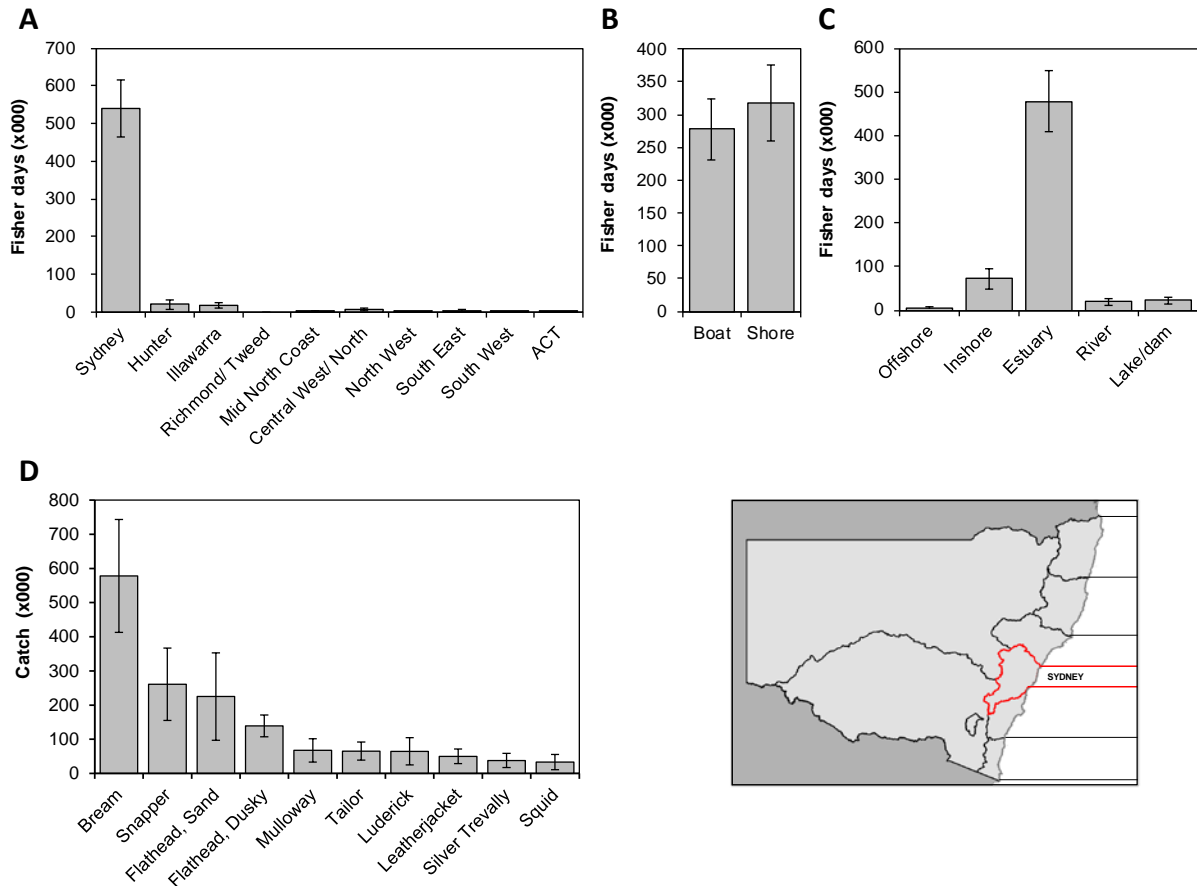 A
Fisher days (x000)
700
600
500
400
300
200
100
0
Sydney
Hunter
Illawarra
Richmond/ Tweed
Mid North Coast
Central West/ North
North West
South East
South West
ACT
B
Fisher days (x000)
400
350
300
250
200
150
100
50
0
Boat
Shore
C
Fisher days (x000)
600
500
400
300
200
100
0
Offshore
Inshore
Estuary
River
Lake/dam
D
Catch (x000)
800
700
600
500
400
300
200
100
0
Bream
Snapper
Flathead, Sand
Flathead, Dusky
Mulloway
Tailor
Luderick
Leatherjacket
Silver Trevally
Squid
SYDNEY